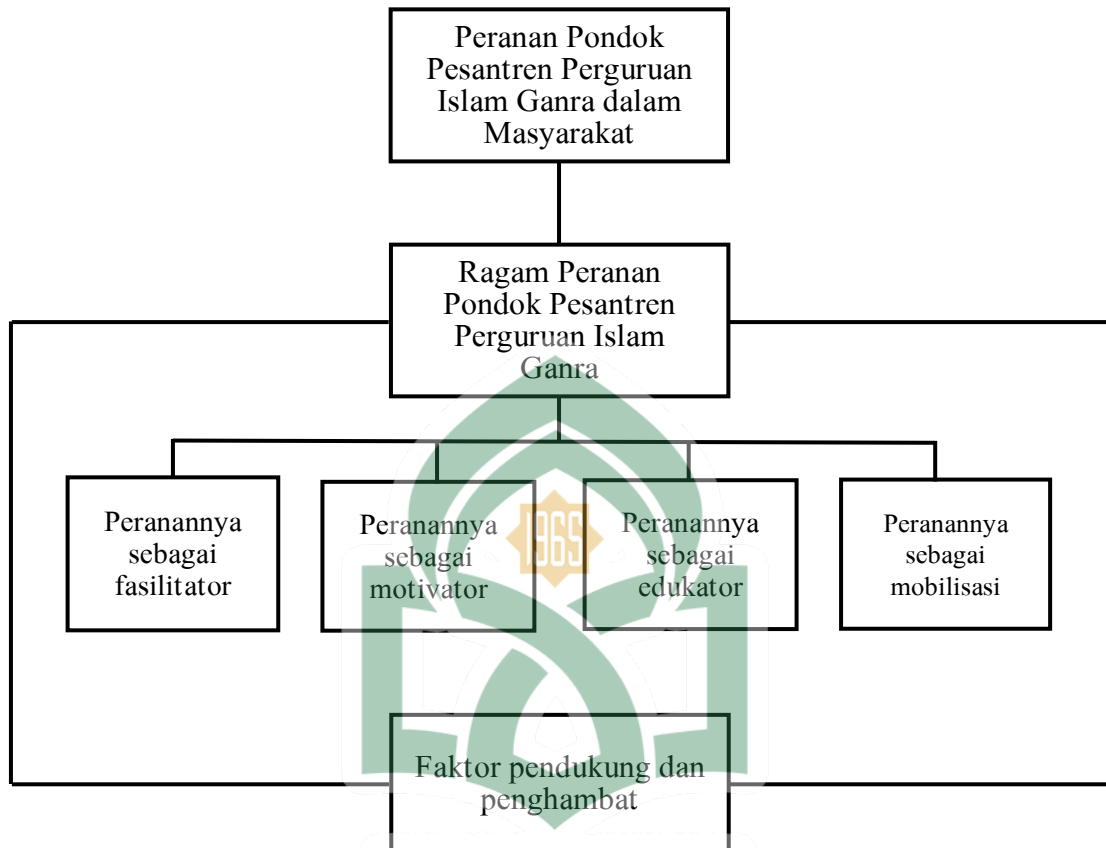 Peranan Pondok
Pesantren Perguruan
Islam Ganra dalam
Masyarakat
Ragam Peranan
Pondok Pesantren
Perguruan Islam
Ganra
Peranannya
sebagai
fasilitator
Peranannya
sebagai
motivator
Peranannya
sebagai
edukator
Peranannya
sebagai
mobilisasi
1965
Faktor pendukung dan
penghambat